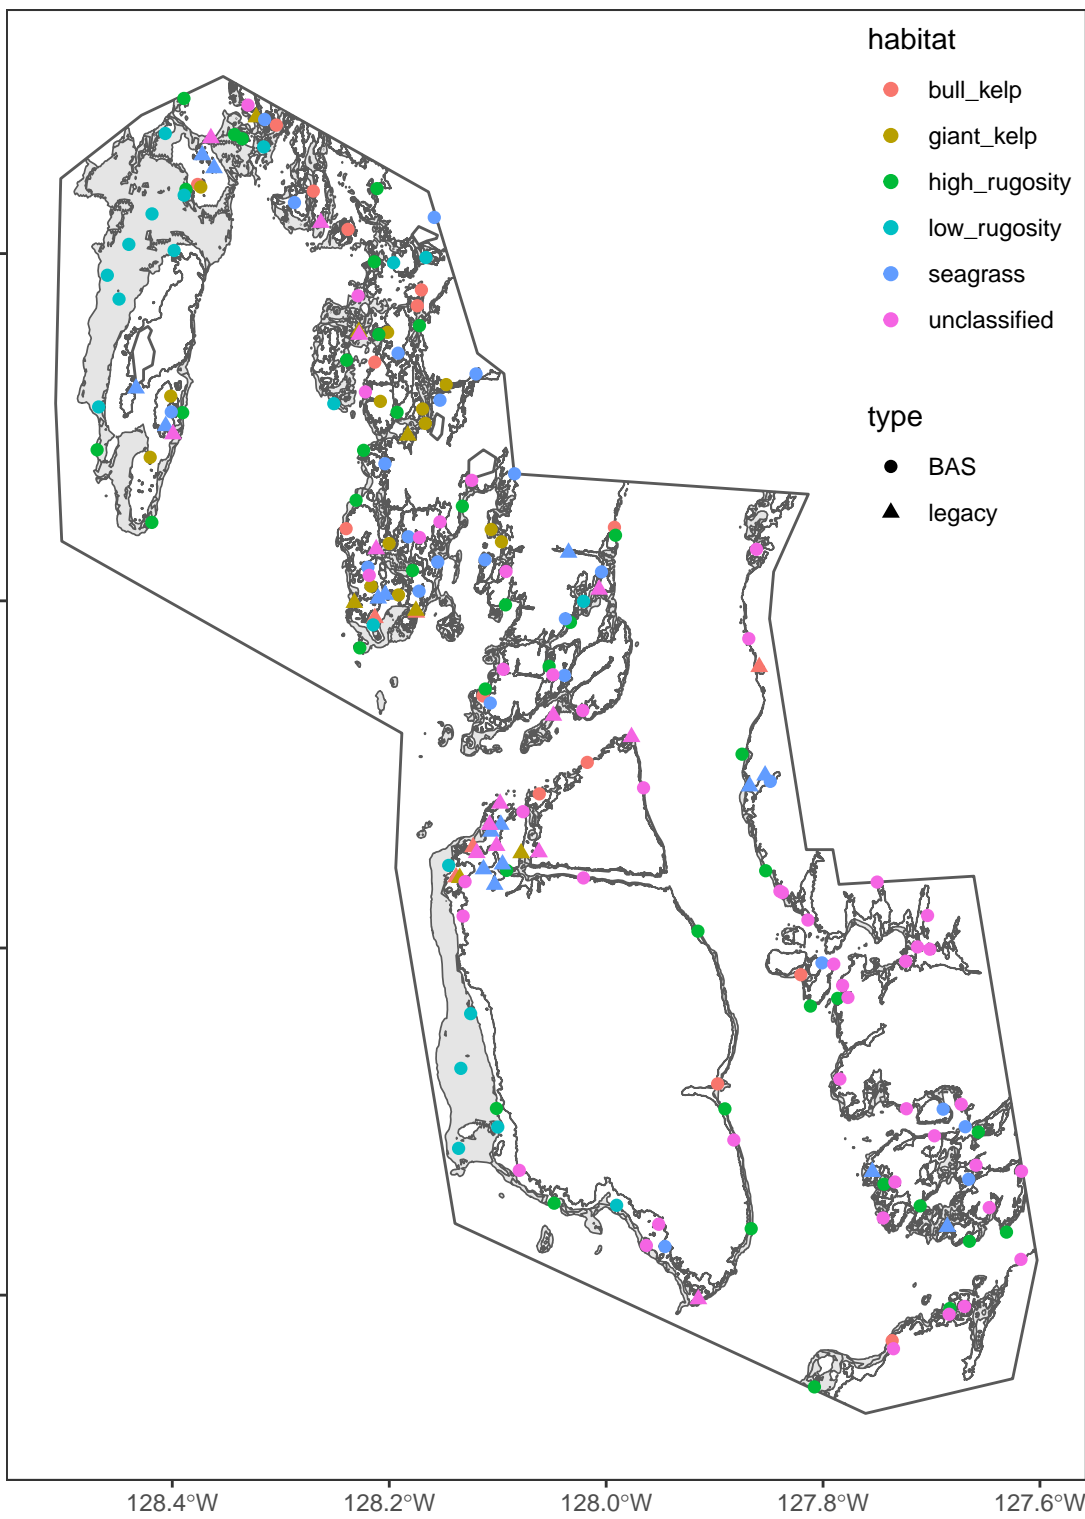 habitat
bull_kelp
giant_kelp
high_rugosity
low_rugosity
seagrass
unclassified
type
BAS
legacy
128.4°W 128.2°W 128.0°W 127.8°W 127.6°W